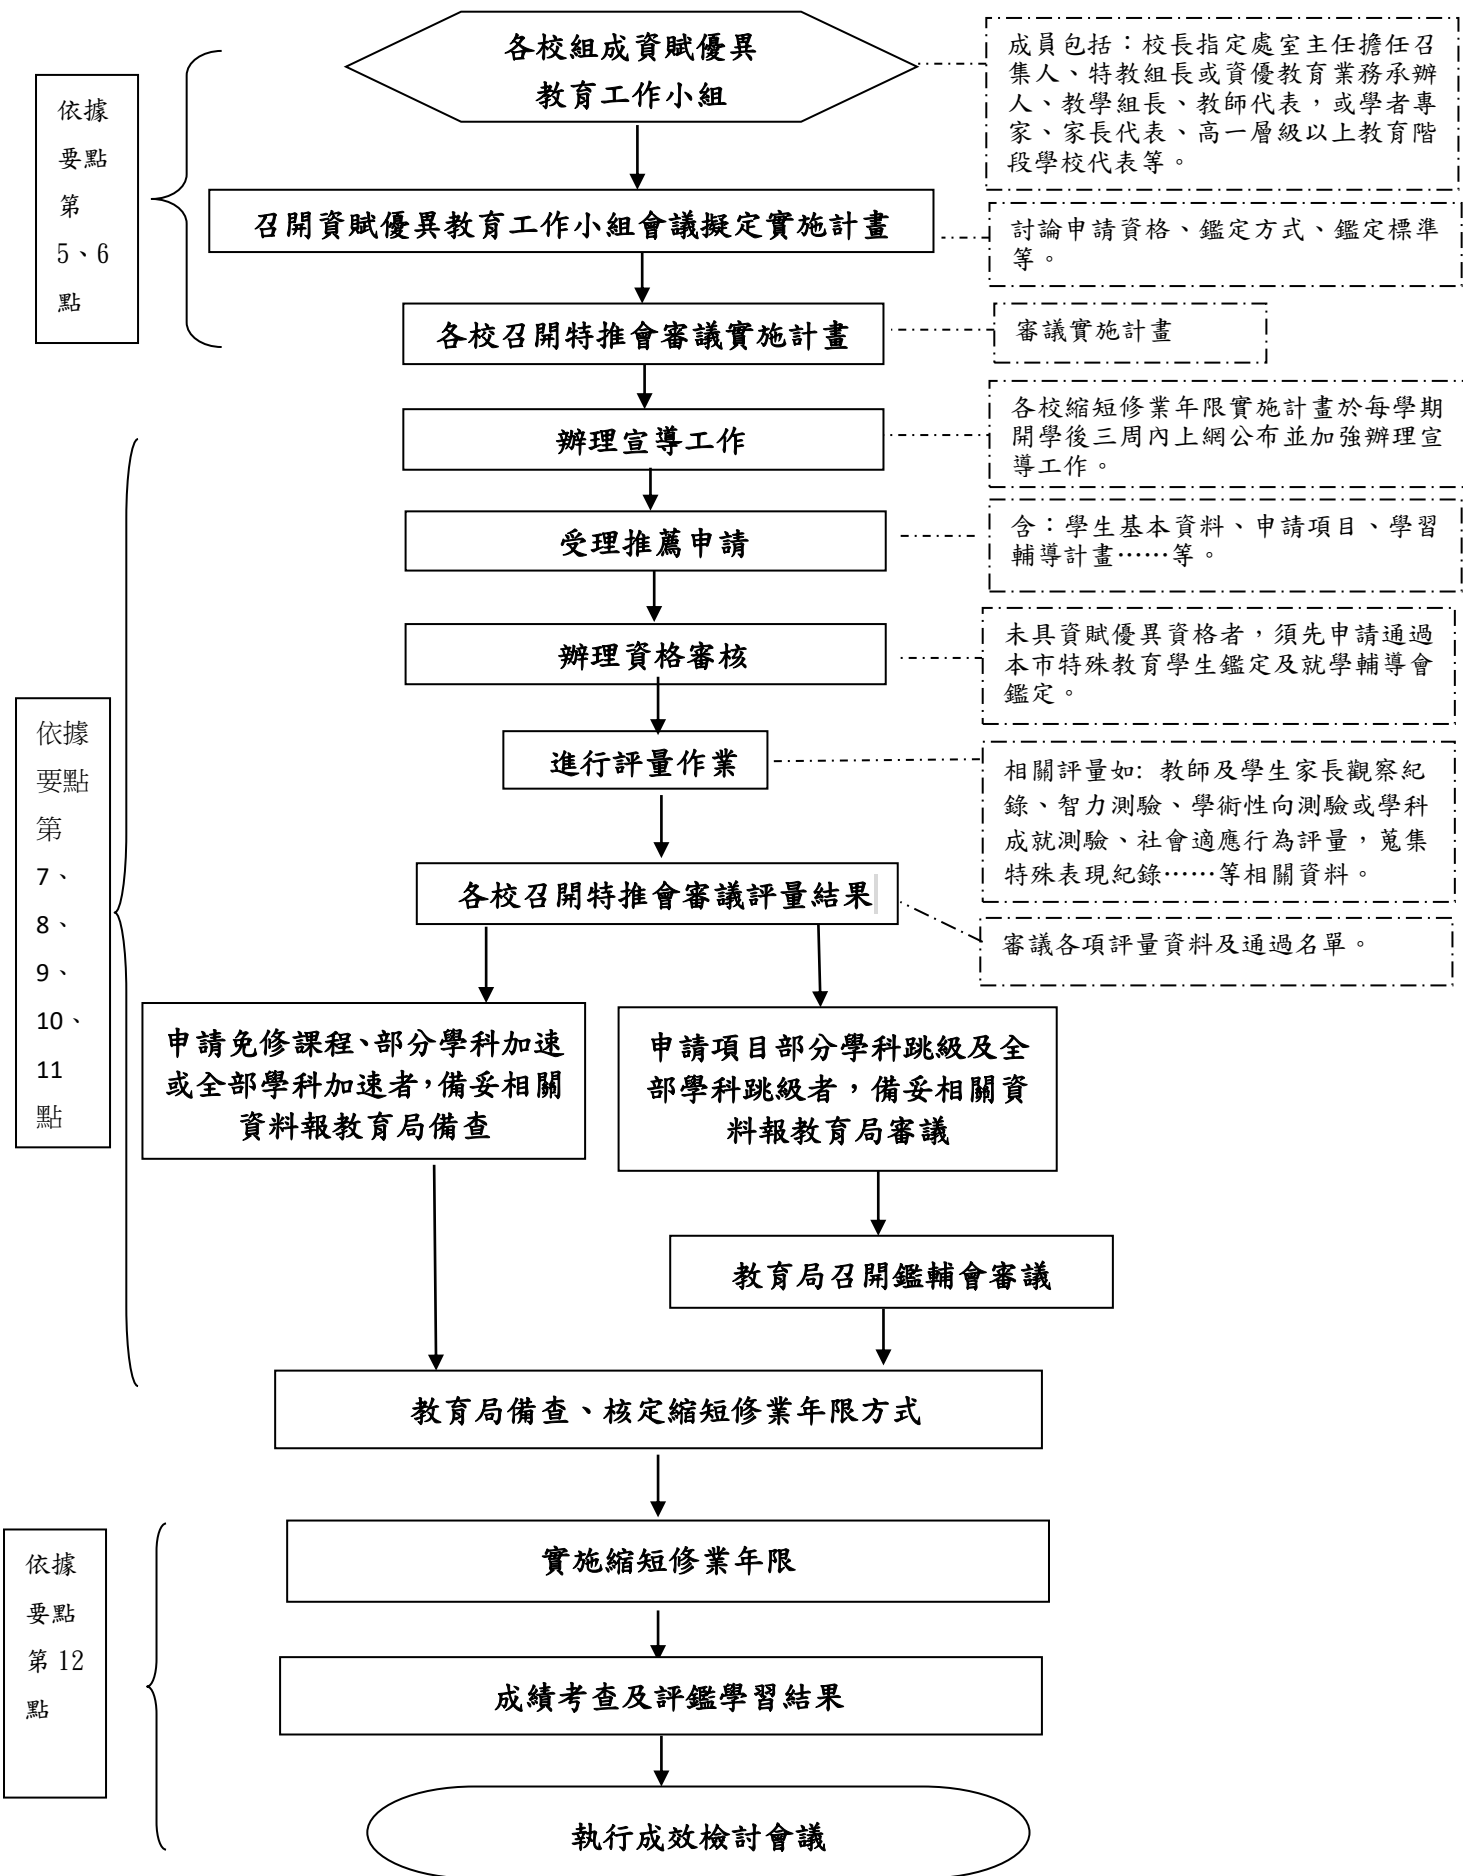 各校組成資賦優異
教育工作小組
成員包括：校長指定處室主任擔任召
集人、特教組長或資優教育業務承辦
人、教學組長、教師代表，或學者專
家、家長代表、高一層級以上教育階
段學校代表等。
依據
要點
第
5、6
點
召開資賦優異教育工作小組會議擬定實施計畫
討論申請資格、鑑定方式、鑑定標準
等。
各校召開特推會審議實施計畫
審議實施計畫
辦理宣導工作
各校縮短修業年限實施計畫於每學期
開學後三周內上網公布並加強辦理宣
導工作。
受理推薦申請
含：學生基本資料、申請項目、學習
輔導計畫……等。
辦理資格審核
未具資賦優異資格者，須先申請通過
本市特殊教育學生鑑定及就學輔導會
鑑定。
依據
要點
第
7、
8、
9、
10、
11
點
進行評量作業
相關評量如: 教師及學生家長觀察紀
錄、智力測驗、學術性向測驗或學科
成就測驗、社會適應行為評量，蒐集
特殊表現紀錄……等相關資料。
各校召開特推會審議評量結果
審議各項評量資料及通過名單。
申請免修課程、部分學科加速
或全部學科加速者，備妥相關
資料報教育局備查
申請項目部分學科跳級及全
部學科跳級者，備妥相關資
料報教育局審議
教育局召開鑑輔會審議
教育局備查、核定縮短修業年限方式
依據
要點
第 12
點
實施縮短修業年限
成績考查及評鑑學習結果
執行成效檢討會議